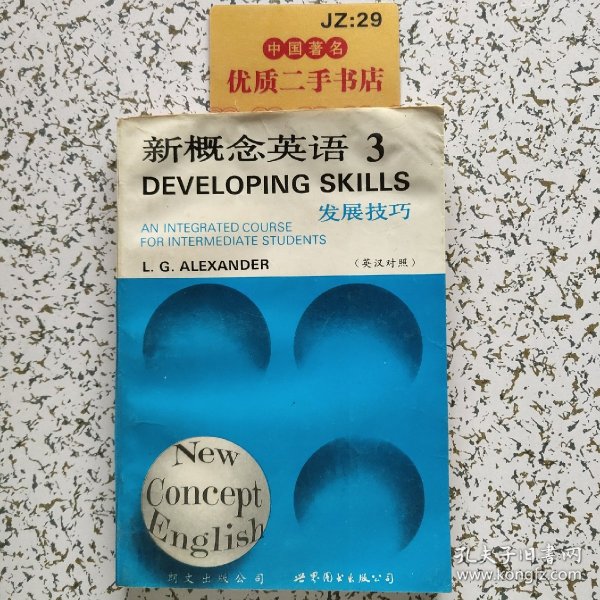 JZ:29
中国著名
优质二手书店
新概念英语 3
DEVELOPING SKILLS
发展技巧
AN INTEGRATED COURSE
FOR INTERMEDIATE STUDENTS
L. G. ALEXANDER
（英汉对照）
New
Concept
English
朗文出版公司 世界图书出版公司
孔夫子旧书网
www.kongfz.com